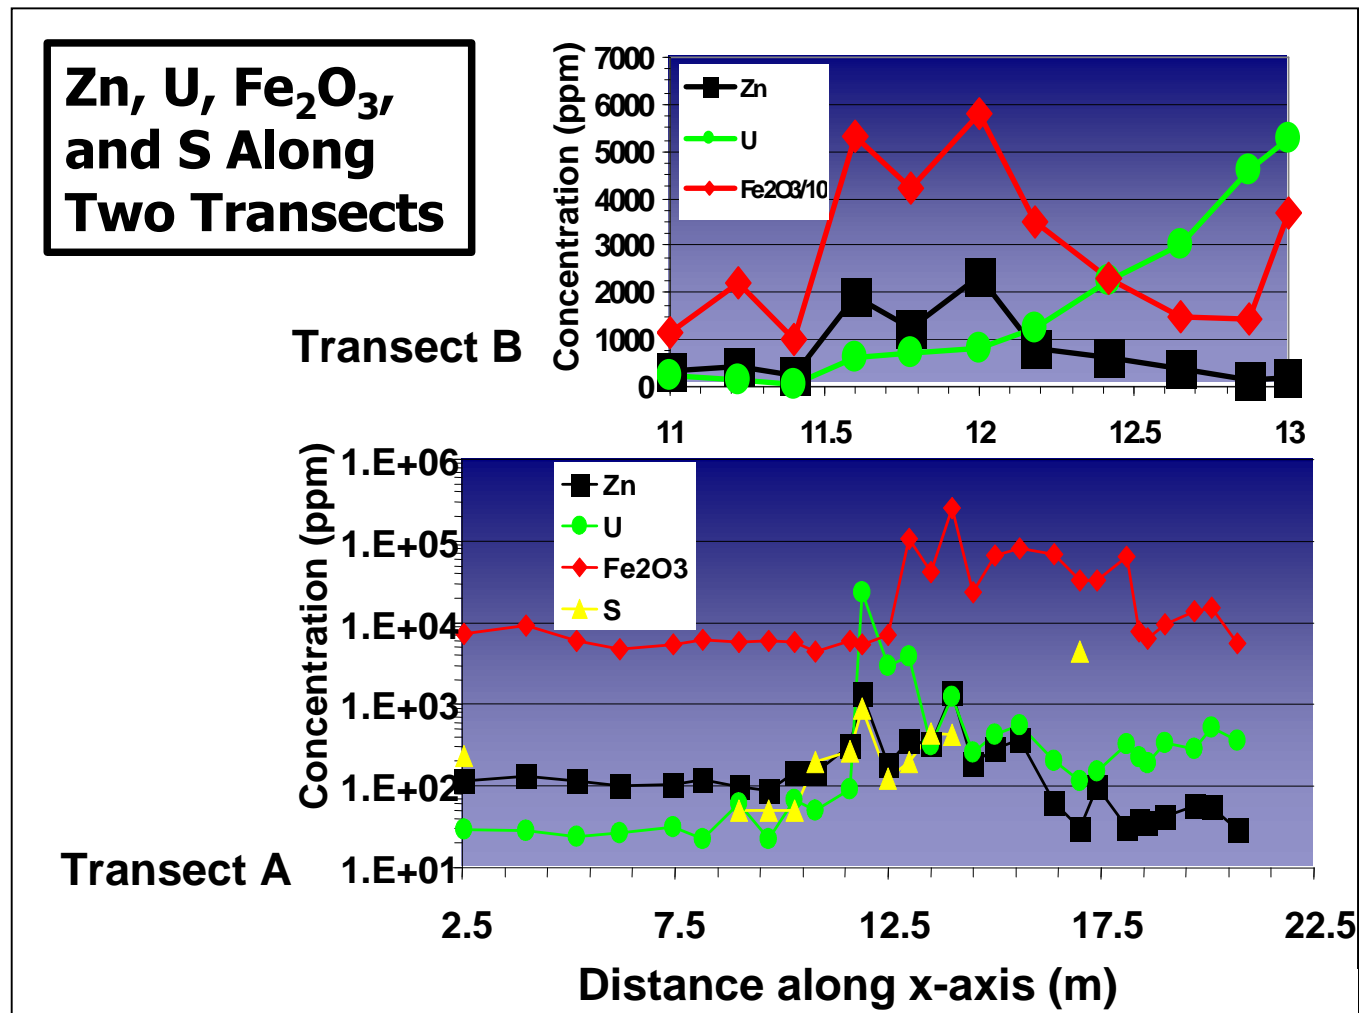 Zn, U, Fe₂O₃,
and S Along
Two Transects
Transect B
Concentration (ppm)
7000
6000
5000
4000
3000
2000
1000
0
Zn
U
Fe2O3/10
11
11.5
12
12.5
13
Transect A
Concentration (ppm)
1.E+06
1.E+05
1.E+04
1.E+03
1.E+02
1.E+01
Zn
U
Fe2O3
S
2.5
7.5
12.5
17.5
22.5
Distance along x-axis (m)